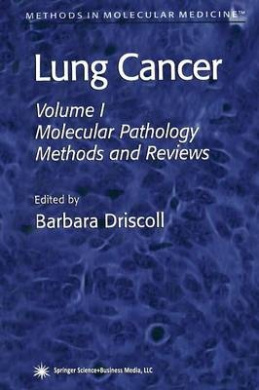 METHODS IN MOLECULAR MEDICINE™
Lung Cancer
Volume I
Molecular Pathology
Methods and Reviews
Edited by
Barbara Driscoll
Springer Science+Business Media, LLC